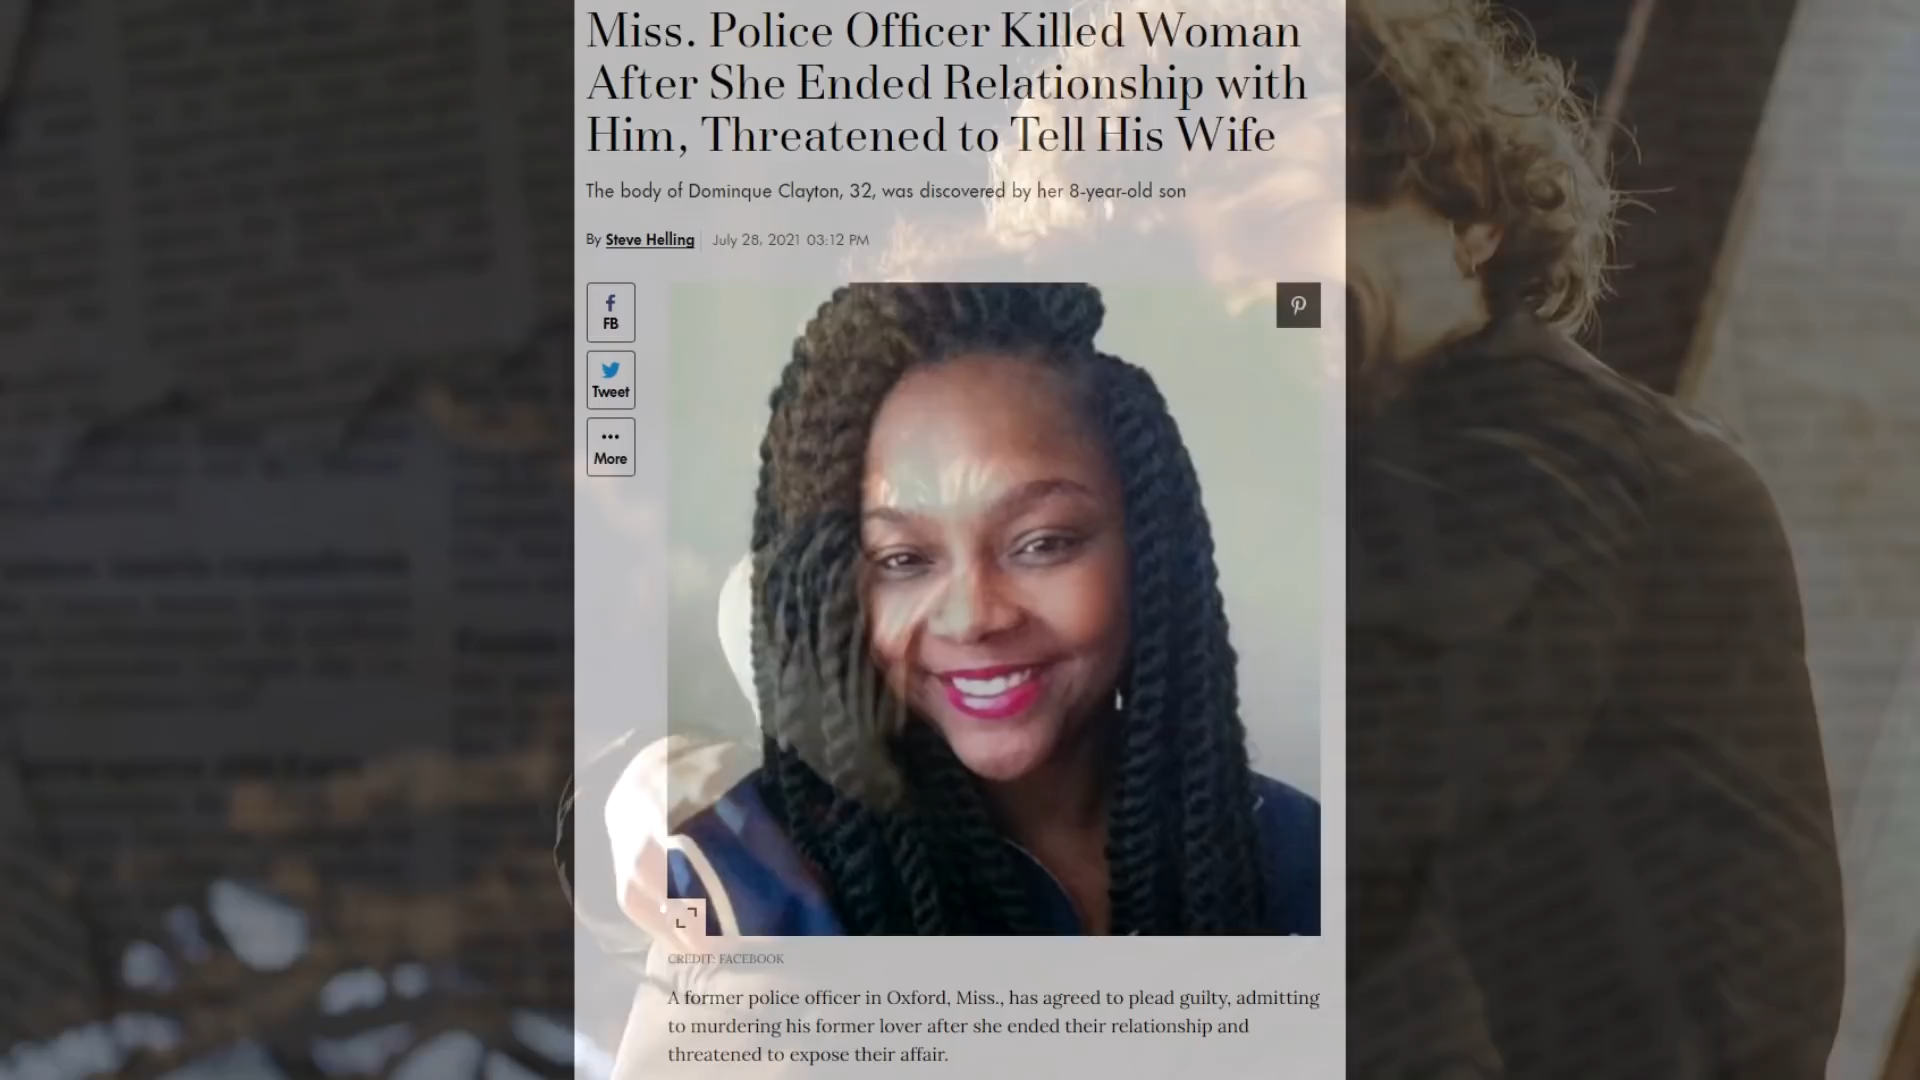 Miss. Police Officer Killed Woman
After She Ended Relationship with
Him, Threatened to Tell His Wife
The body of Dominque Clayton, 32, was discovered by her 8-year-old son
By Steve Helling July 28, 2021 03:12 PM
FB
Tweet
More
CREDIT: FACEBOOK
A former police officer in Oxford, Miss., has agreed to plead guilty, admitting
to murdering his former lover after she ended their relationship and
threatened to expose their affair.